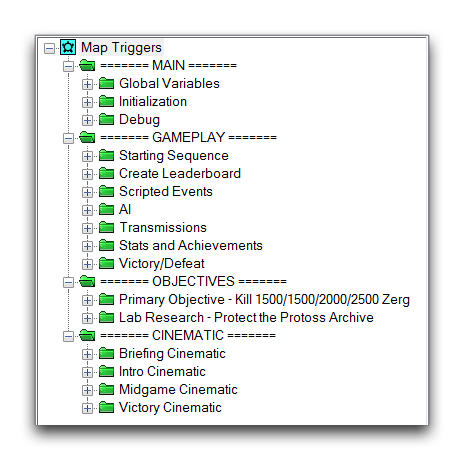 Map Triggers
======= MAIN =======
Global Variables
Initialization
Debug
======= GAMEPLAY =======
Starting Sequence
Create Leaderboard
Scripted Events
AI
Transmissions
Stats and Achievements
Victory/Defeat
======= OBJECTIVES =======
Primary Objective - Kill 1500/1500/2000/2500 Zerg
Lab Research - Protect the Protoss Archive
======= CINEMATIC =======
Briefing Cinematic
Intro Cinematic
Midgame Cinematic
Victory Cinematic